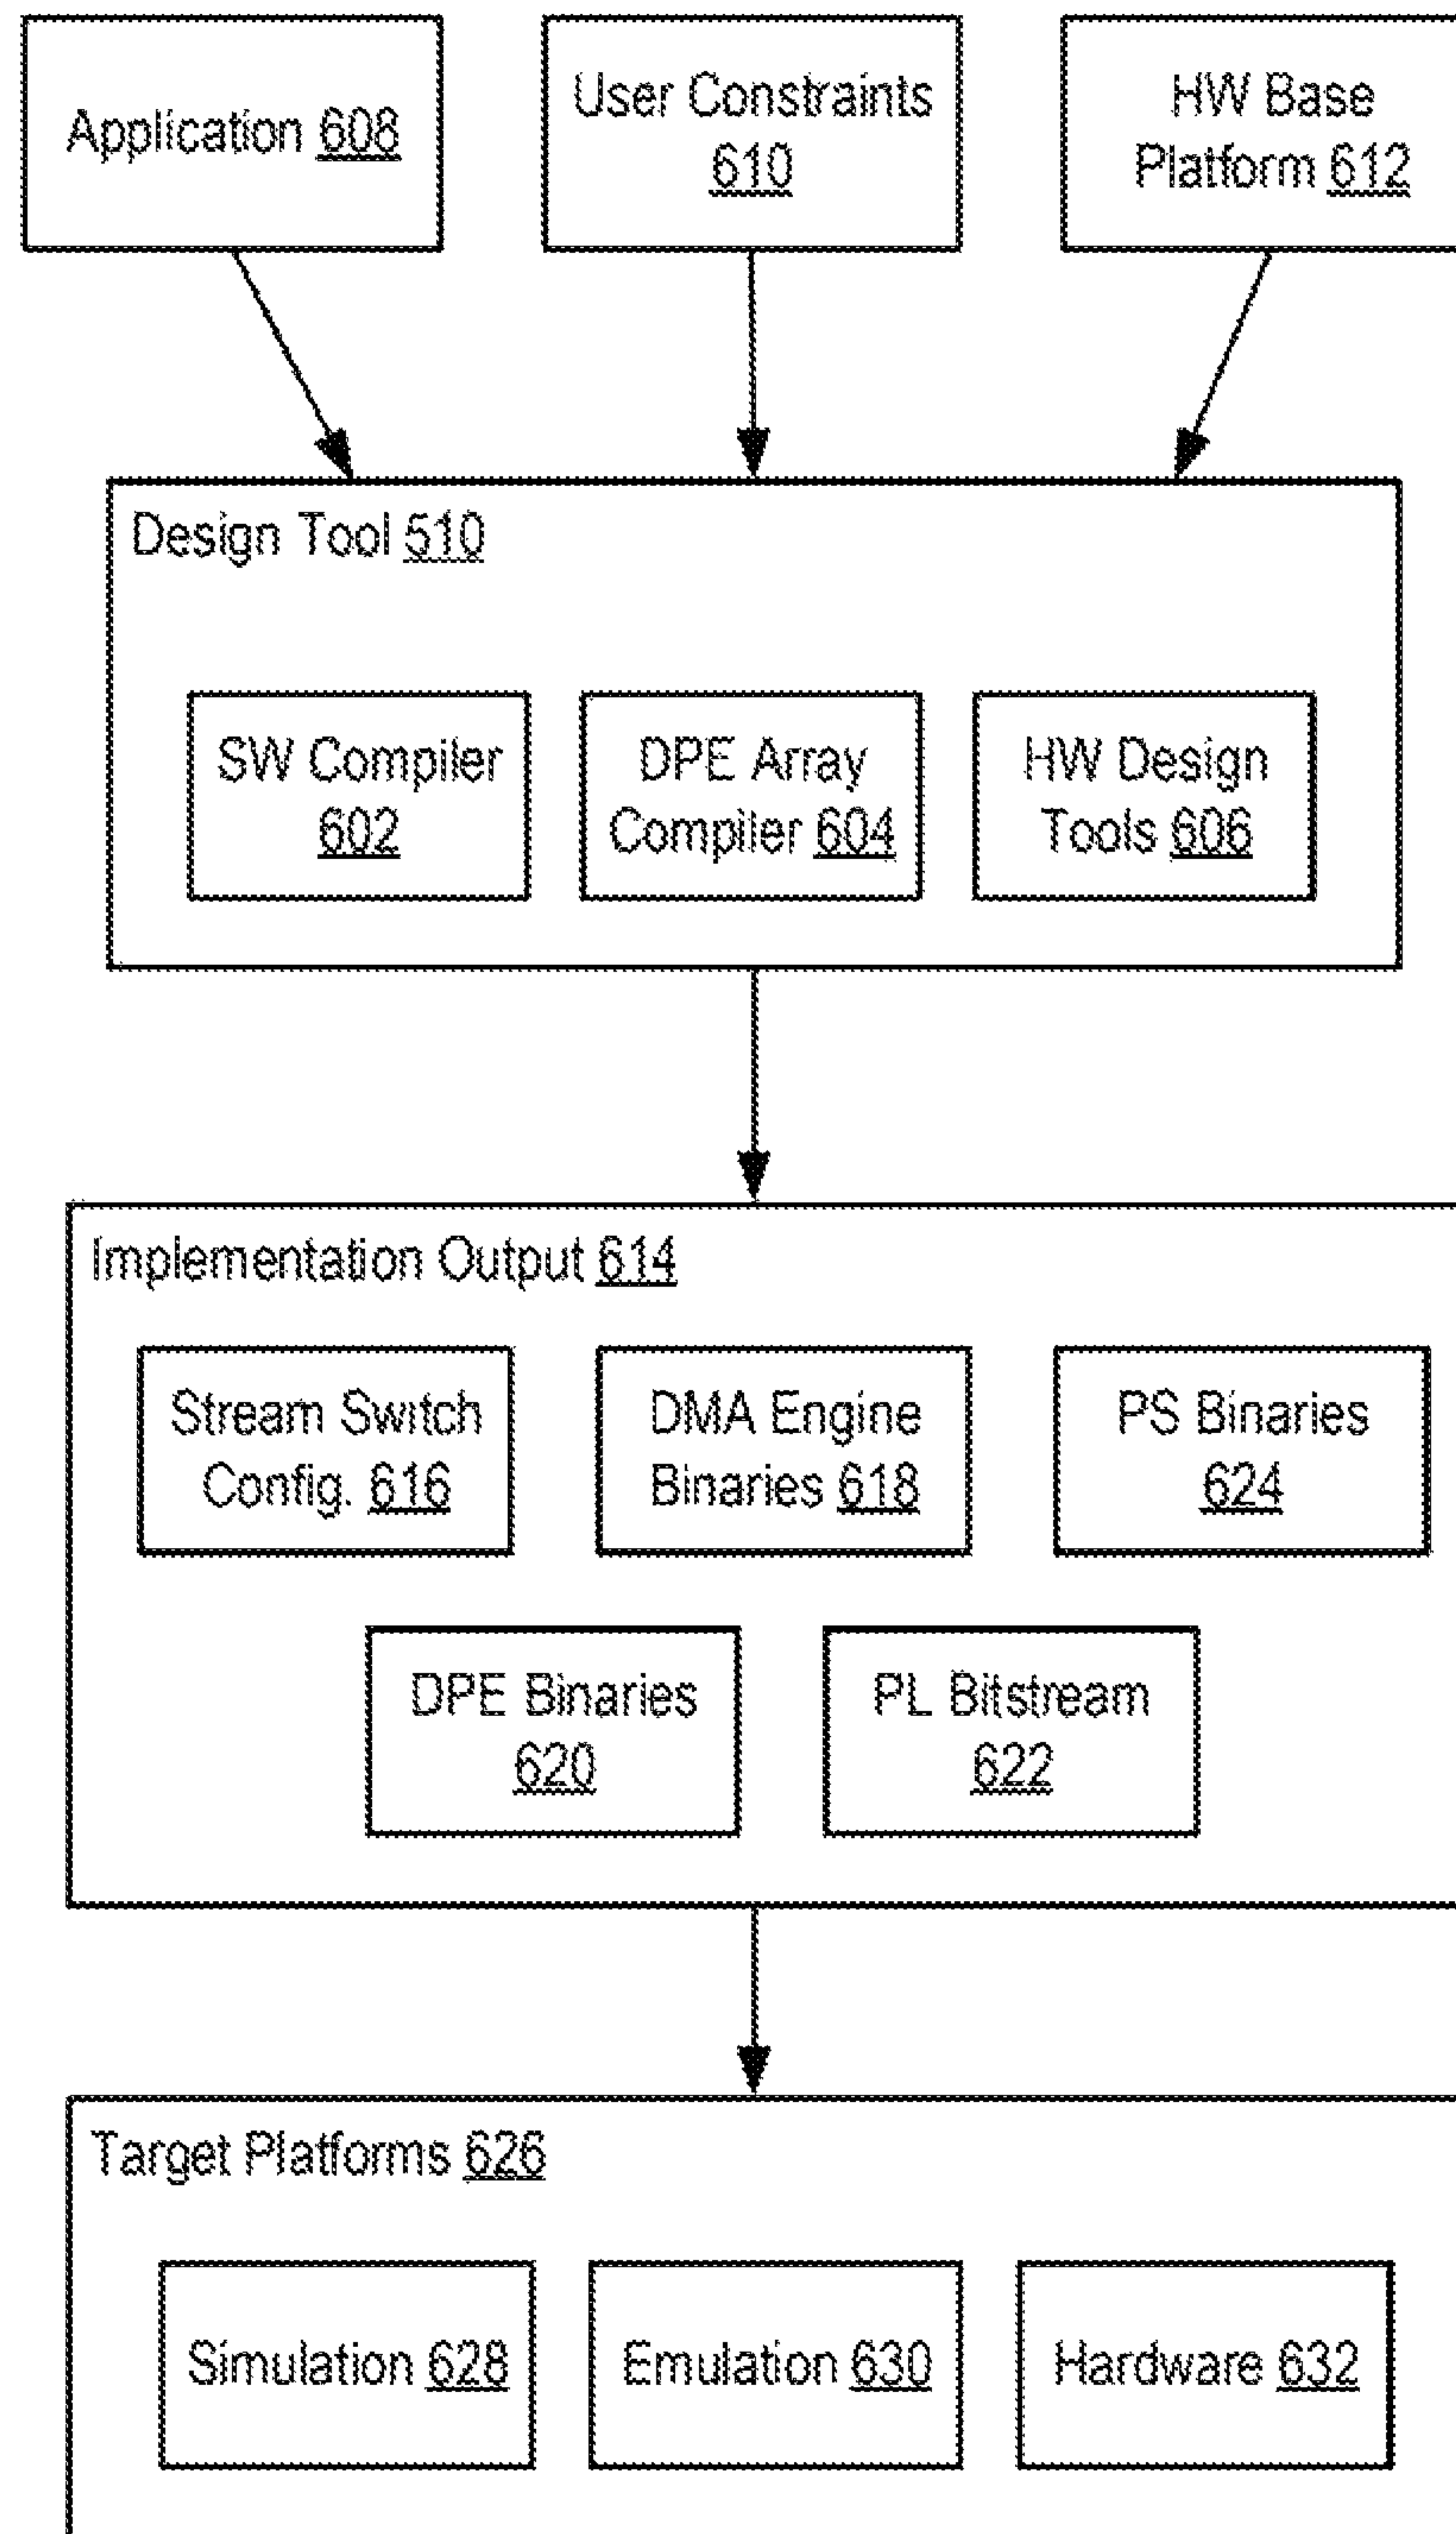 Application 608
User Constraints
610
HW Base
Platform 612
Design Tool 510
SW Compiler
602
DPE Array
Compiler 604
HW Design
Tools 606
Implementation Output 614
Stream Switch
Config. 616
DMA Engine
Binaries 618
PS Binaries
624
DPE Binaries
620
PL Bitstream
622
Target Platforms 626
Simulation 628
Emulation 630
Hardware 632